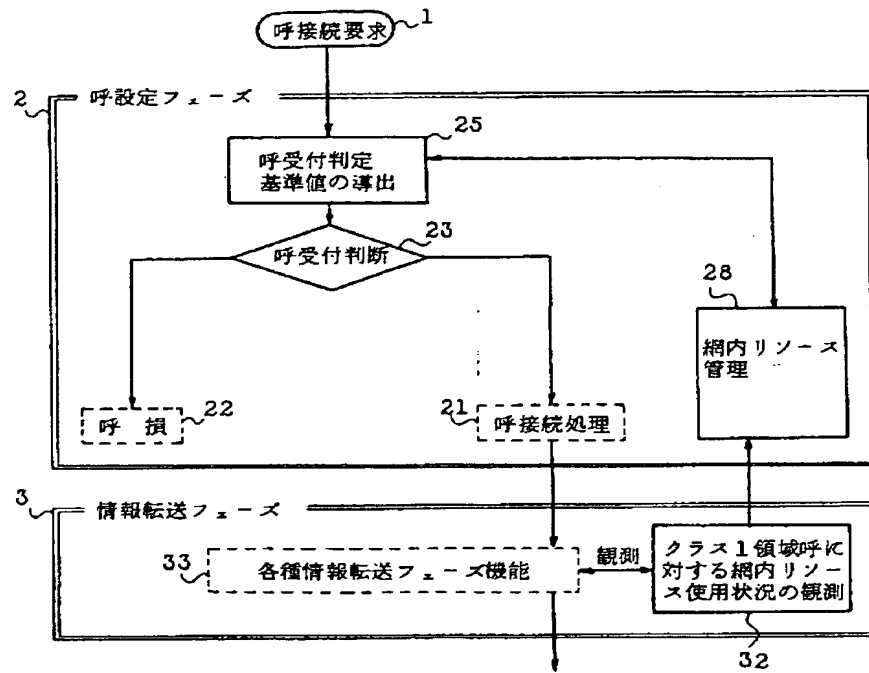 呼接続要求
1
2
呼設定フェーズ
25
呼受付判定
基準値の導出
23
呼受付判断
28
網内リソース
管理
22
呼 損
21
呼接続処理
3
情報転送フェーズ
33
各種情報転送フェーズ機能
観測
クラス1領域呼に
対する網内リソー
ス使用状況の観測
32